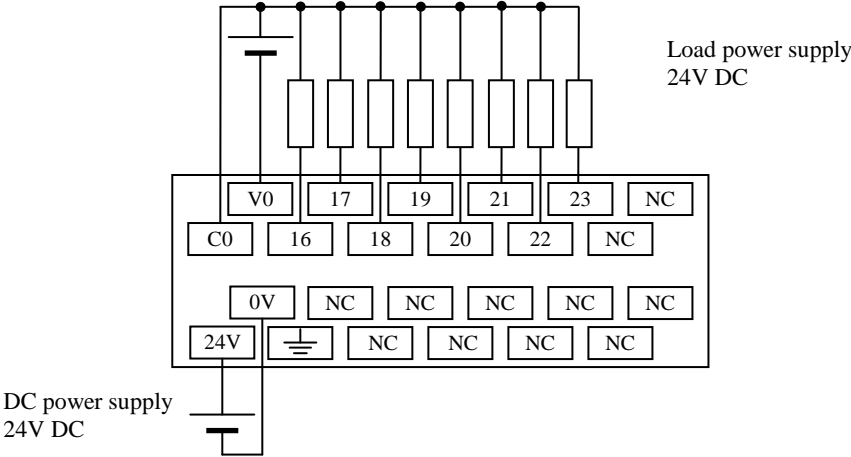 Load power supply
24V DC
V0 17 19 21 23 NC
C0 16 18 20 22 NC
0V NC NC NC NC NC
24V NC NC NC NC
DC power supply
24V DC